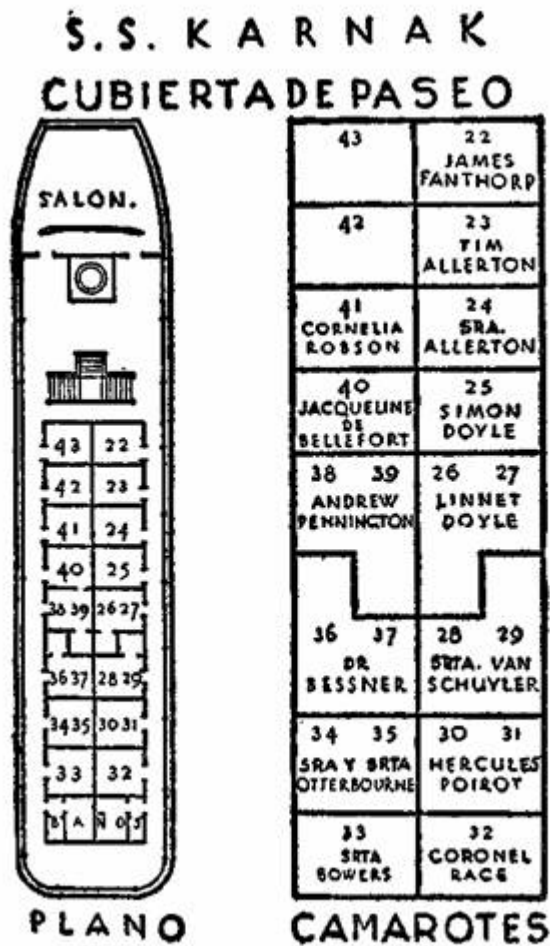 S.S. KARNAK
CUBIERTA DE PASEO
SALON.
43 22
42 23
41 24
40 25
38 39 26 27
36 37 28 29
34 35 30 31
33 32
B A Ñ O S
PLANO
43
42
41
CORNELIA
ROBSON
40
JACQUELINE
DE
BELLEFORT
38 39
ANDREW
PENNINGTON
36 37
DR
BESSNER
34 35
SRA Y SRTA
OTTERBOURNE
33
SRTA
BOWERS
22
JAMES
FANTHORP
23
TIM
ALLERTON
24
SRA.
ALLERTON
25
SIMON
DOYLE
26 27
LINNET
DOYLE
28 29
SRTA. VAN
SCHUYLER
30 31
HERCULES
POIROT
32
CORONEL
RACE
CAMAROTES